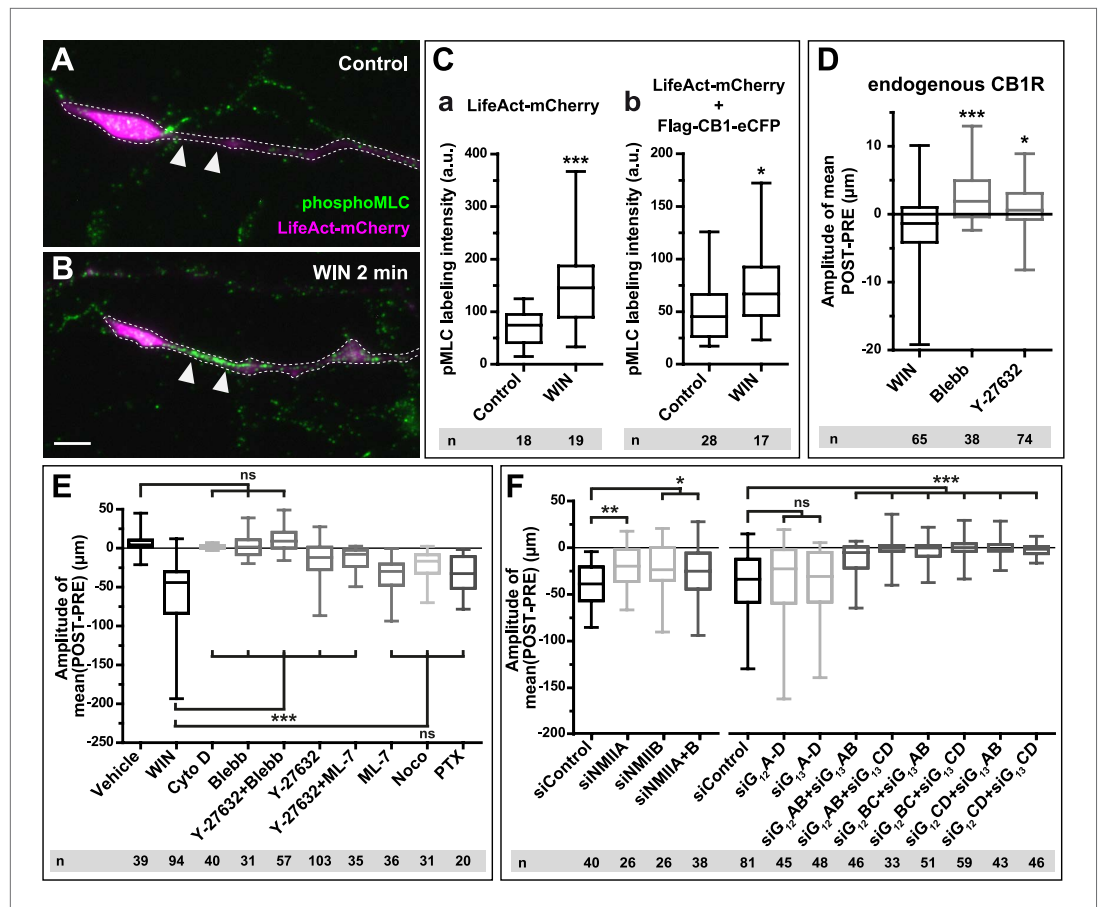 A
Control
phosphoMLC
LifeAct-mCherry
B
WIN 2 min
C
a
LifeAct-mCherry
pMLC labeling intensity (a.u.)
400
300
200
150
100
50
0
***
Control
WIN
n 18 19
b
LifeAct-mCherry
+
Flag-CB1-eCFP
pMLC labeling intensity (a.u.)
200
150
100
50
0
*
Control
WIN
n 28 17
D
endogenous CB1R
Amplitude of mean
POST-PRE (µm)
20
10
0
-10
-20
***
*
WIN
Blebb
Y-27632
n 65 38 74
E
Amplitude of
mean(POST-PRE) (µm)
50
0
-50
-100
-150
-200
-250
ns
***
ns
Vehicle
WIN
Cyto D
Blebb
Y-27632+Blebb
Y-27632
Y-27632+ML-7
ML-7
Noco
PTX
n 39 94 40 31 57 103 35 36 31 20
F
Amplitude of
mean(POST-PRE) (µm)
50
0
-50
-100
-150
-200
**
*
ns
***
siControl
siNMIIA
siNMIIB
siNMIIA+B
siControl
siG₁₂A-D
siG₁₃A-D
siG₁₂AB+siG₁₃AB
siG₁₂AB+siG₁₃CD
siG₁₂BC+siG₁₃AB
siG₁₂BC+siG₁₃CD
siG₁₂CD+siG₁₃AB
siG₁₂CD+siG₁₃CD
n 40 26 26 38 81 45 48 46 33 51 59 43 46